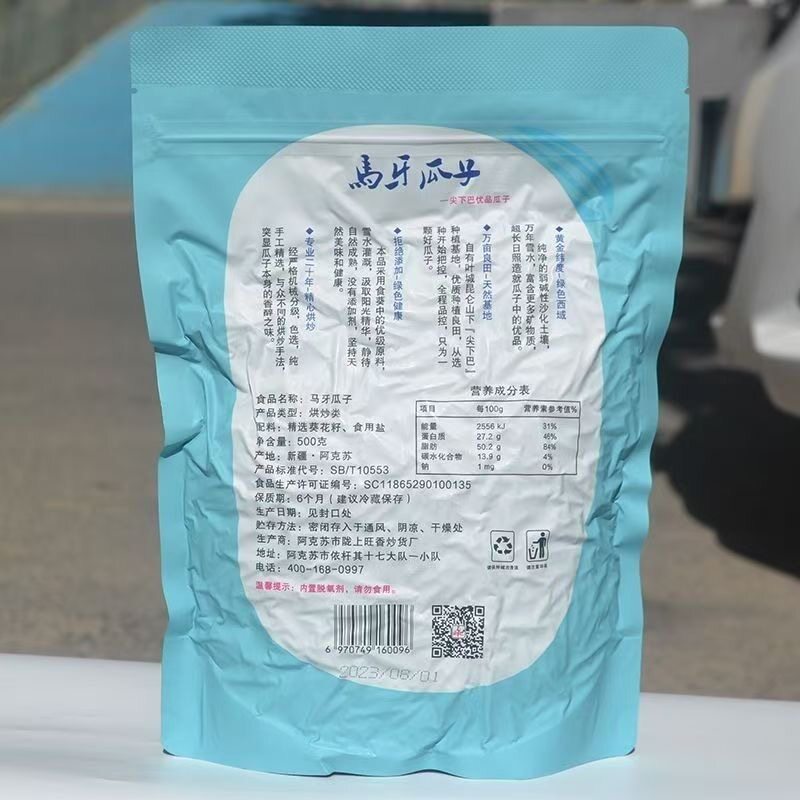 馬牙瓜子
—尖下巴优品瓜子
◆黄金纬度-绿色西域
纯净的弱碱性沙化土壤，
万年雪水，富含更多矿物质，
超长日照造就瓜子中的优品。
◆万亩良田-天然基地
自有叶城昆仑山下『尖下巴』
种植基地，优质种植良田，从选
种开始把控，全程品控，只为一
颗好瓜子。
◆拒绝添加-绿色健康
本品采用食葵中的优级原料，
雪水灌溉，汲取阳光精华，静待
自然成熟，没有添加剂，坚持天
然美味和健康。
◆专业二十年-精心烘炒
经严格机械分级，色选，纯
手工精选，与众不同的烘炒手法，
突显瓜子本身的香醇之味。
营养成分表
项目 每100g 营养素参考值%
能量 2556 kJ 31%
蛋白质 27.2 g 45%
脂肪 50.2 g 84%
碳水化合物 13.9 g 4%
钠 1 mg 0%
食品名称：马牙瓜子
产品类型：烘炒类
配料：精选葵花籽、食用盐
净含量：500克
产地：新疆·阿克苏
产品标准代号：SB/T10553
食品生产许可证编号：SC11865290100135
保质期：6个月（建议冷藏保存）
生产日期：见封口处
贮存方法：密闭存入于通风、阴凉、干燥处
生产商：阿克苏市陇上旺香炒货厂
地址：阿克苏市依杆其十七大队一小队
电话：400-168-0997
温馨提示：内置脱氧剂，请勿食用。
6 970749 160096
2023/08/01